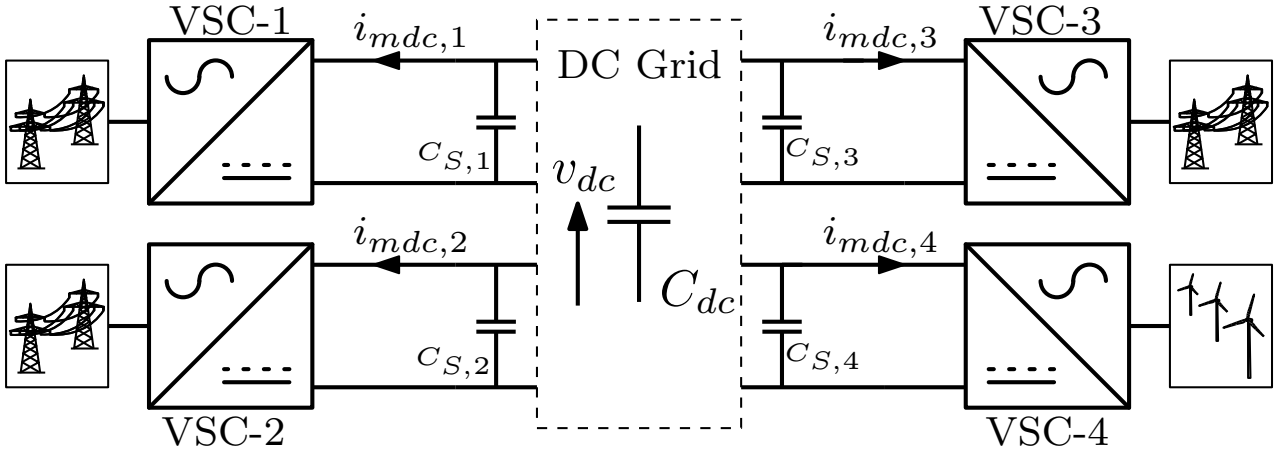 VSC-1
i_{mdc,1}
C_{S,1}
DC Grid
v_{dc}
C_{dc}
VSC-3
i_{mdc,3}
C_{S,3}
i_{mdc,2}
C_{S,2}
VSC-2
i_{mdc,4}
C_{S,4}
VSC-4